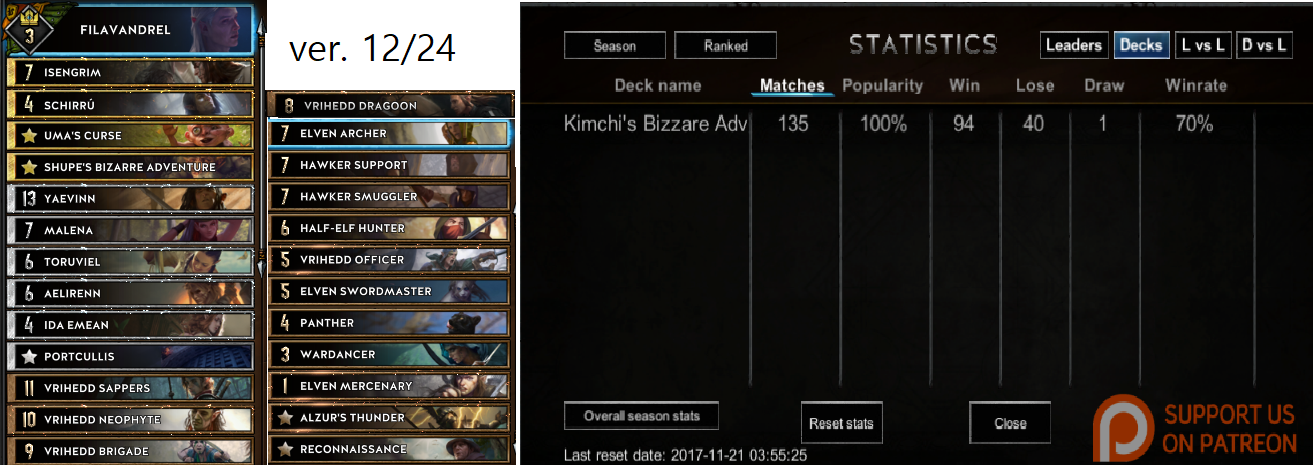 3 FILAVANDREL
7 ISENGRIM
4 SCHIRRÚ
UMA'S CURSE
SHUPE'S BIZARRE ADVENTURE
13 YAEVINN
7 MALENA
6 TORUVIEL
6 AELIRENN
4 IDA EMEAN
PORTCULLIS
11 VRIHEDD SAPPERS
10 VRIHEDD NEOPHYTE
9 VRIHEDD BRIGADE
ver. 12/24
8 VRIHEDD DRAGOON
7 ELVEN ARCHER
7 HAWKER SUPPORT
7 HAWKER SMUGGLER
6 HALF-ELF HUNTER
5 VRIHEDD OFFICER
5 ELVEN SWORDMASTER
4 PANTHER
3 WARDANCER
1 ELVEN MERCENARY
ALZUR'S THUNDER
RECONNAISSANCE
Season Ranked STATISTICS Leaders Decks L vs L D vs L
Deck name Matches Popularity Win Lose Draw Winrate
Kimchi's Bizzare Adv 135 100% 94 40 1 70%
Overall season stats Reset stats Close
Last reset date: 2017-11-21 03:55:25
SUPPORT US
ON PATREON